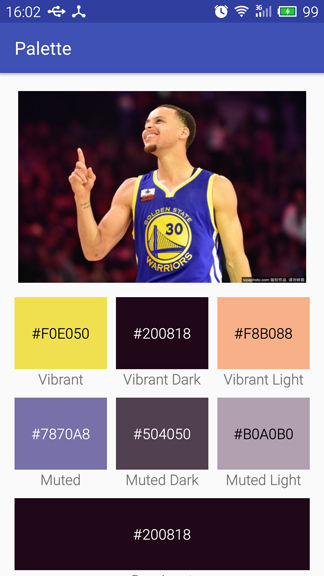 16:02 3G 99
Palette
GOLDEN STATE
30
WARRIORS
#F0E050 #200818 #F8B088
Vibrant Vibrant Dark Vibrant Light
#7870A8 #504050 #B0A0B0
Muted Muted Dark Muted Light
#200818